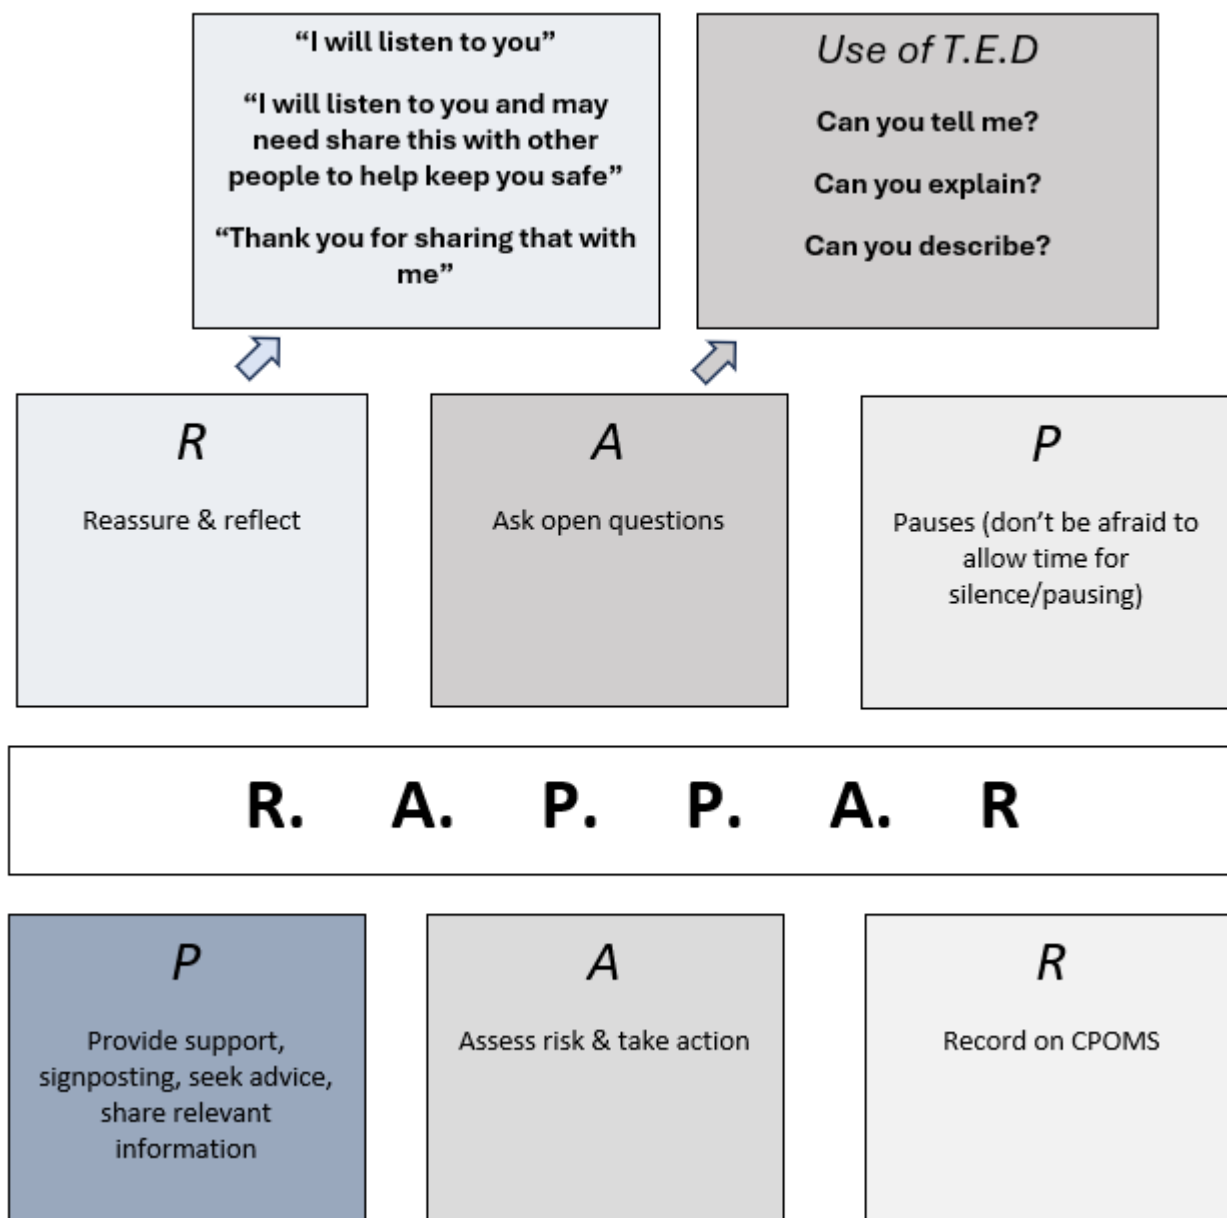 “I will listen to you”
“I will listen to you and may
need share this with other
people to help keep you safe”
“Thank you for sharing that with
me”
Use of T.E.D
Can you tell me?
Can you explain?
Can you describe?
R
Reassure & reflect
A
Ask open questions
P
Pauses (don’t be afraid to
allow time for
silence/pausing)
R. A. P. P. A. R
P
Provide support,
signposting, seek advice,
share relevant
information
A
Assess risk & take action
R
Record on CPOMS